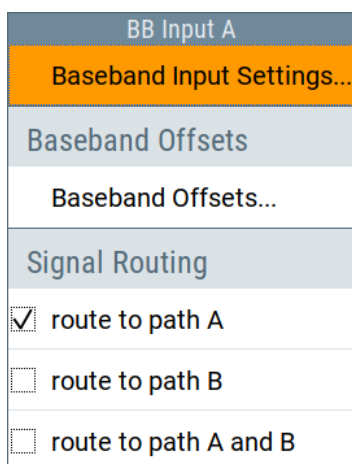 BB Input A
Baseband Input Settings...
Baseband Offsets
Baseband Offsets...
Signal Routing
route to path A
route to path B
route to path A and B